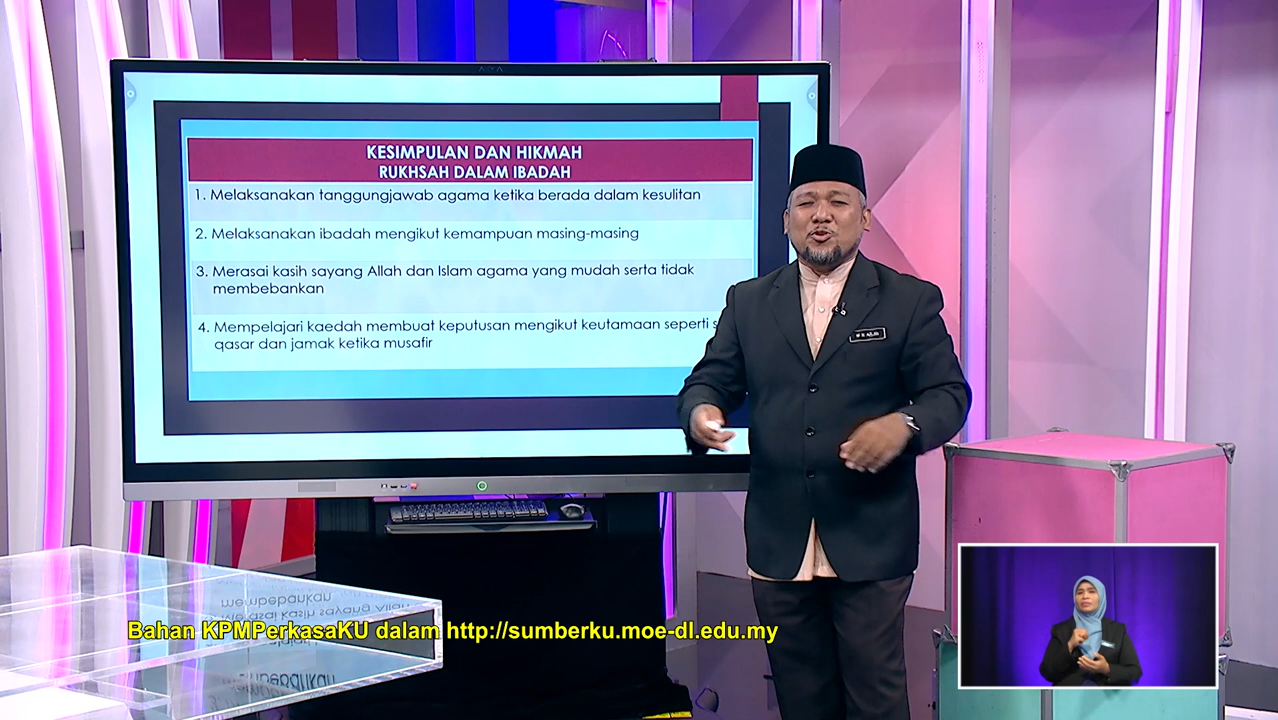 KESIMPULAN DAN HIKMAH
RUKHSAH DALAM IBADAH
1. Melaksanakan tanggungjawab agama ketika berada dalam kesulitan
2. Melaksanakan ibadah mengikut kemampuan masing-masing
3. Merasai kasih sayang Allah dan Islam agama yang mudah serta tidak
membebankan
4. Mempelajari kaedah membuat keputusan mengikut keutamaan seperti
qasar dan jamak ketika musafir
Bahan KPMPerkasaKU dalam http://sumberku.moe-dl.edu.my